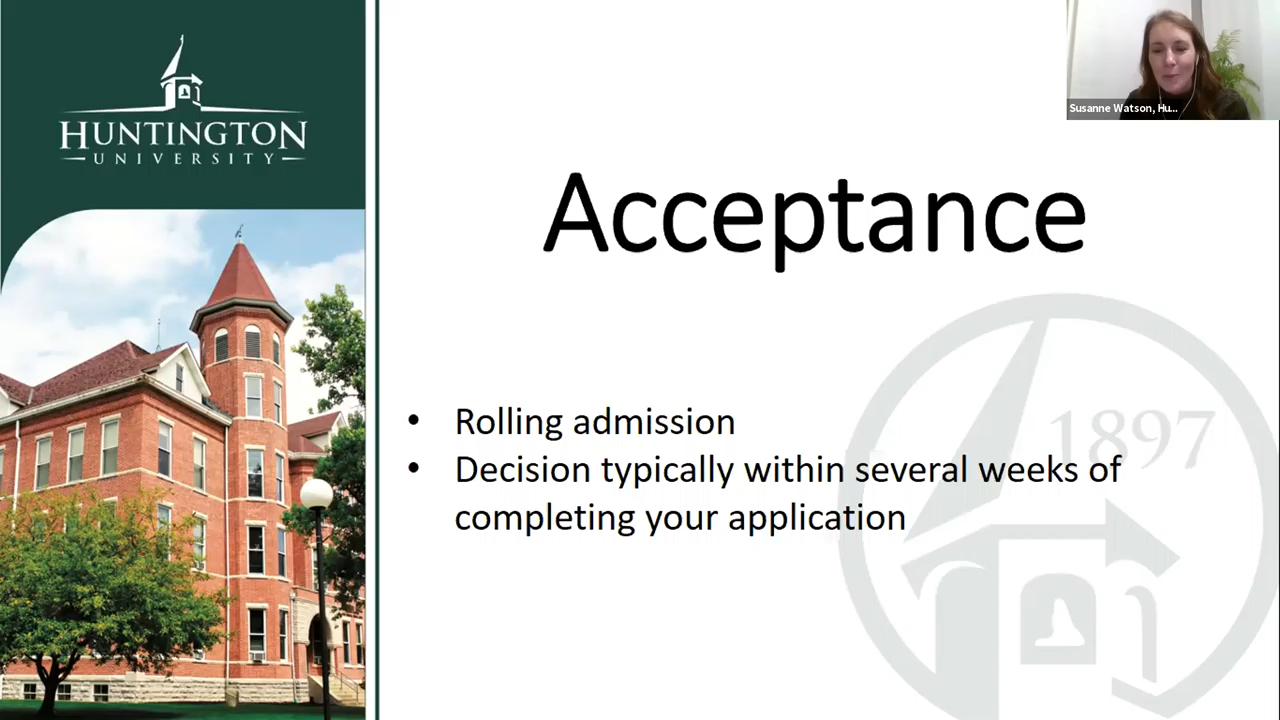 HUNTINGTON
UNIVERSITY
Susanne Watson, Hu...
Acceptance
1897
• Rolling admission
• Decision typically within several weeks of
completing your application